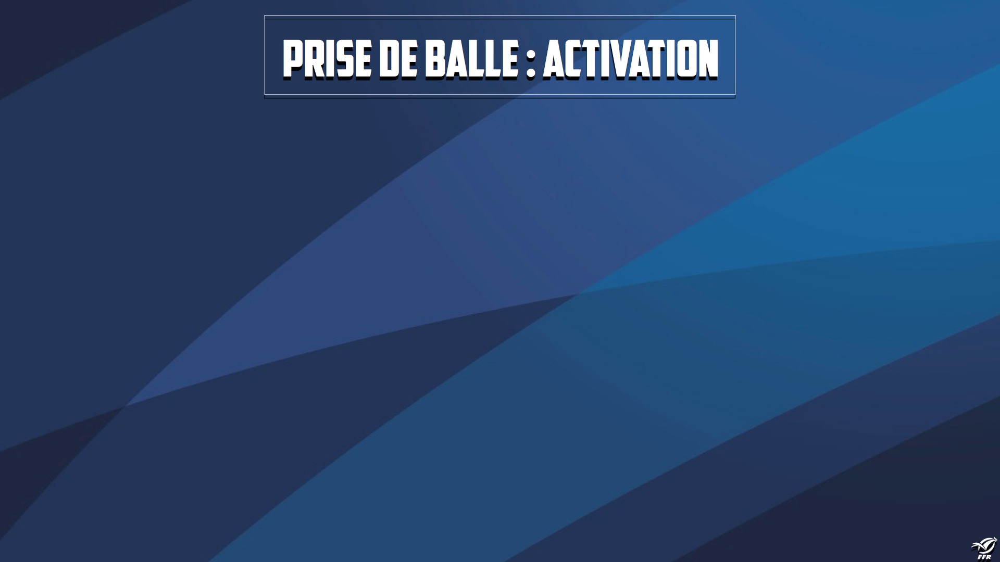 PRISE DE BALLE : ACTIVATION
FFR